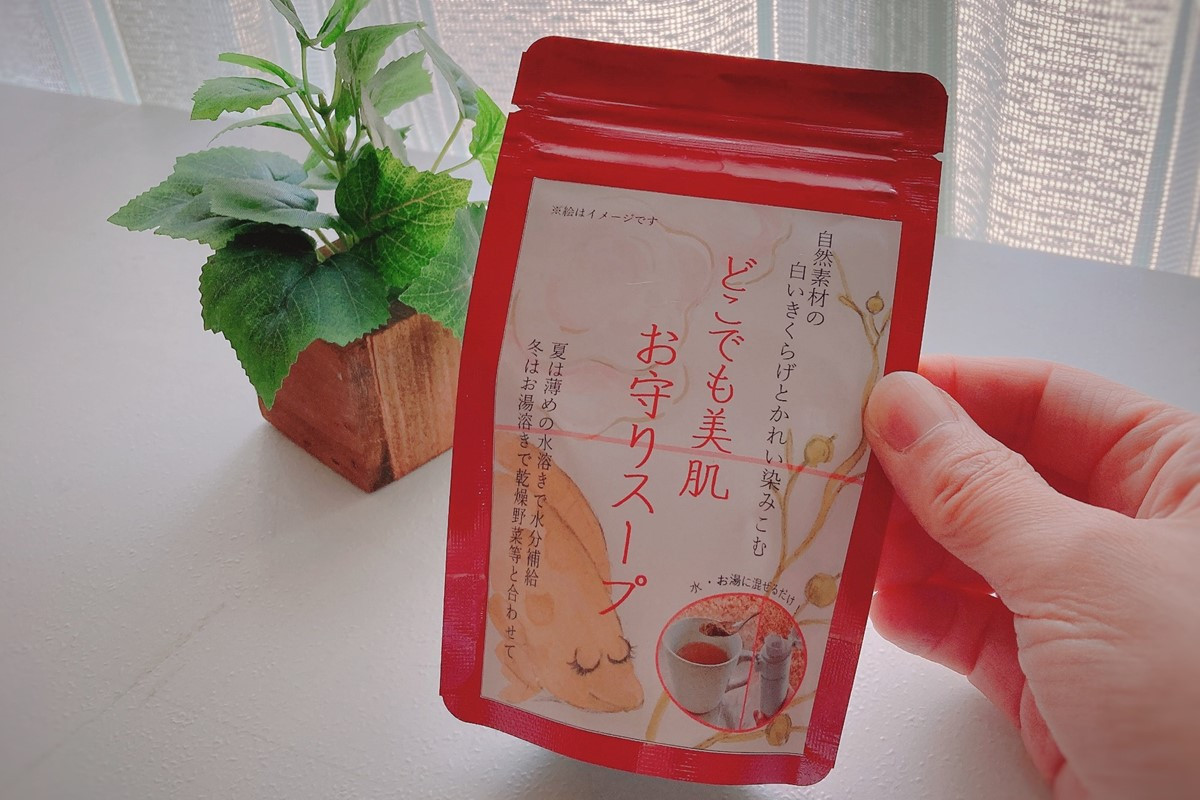 ※絵はイメージです
自然素材の
白いきくらげとかれい染みこむ
どこでも美肌
お守りスープ
夏は薄めの水溶きで水分補給
冬はお湯溶きで乾燥野菜等と合わせて
水・お湯に混ぜるだけ